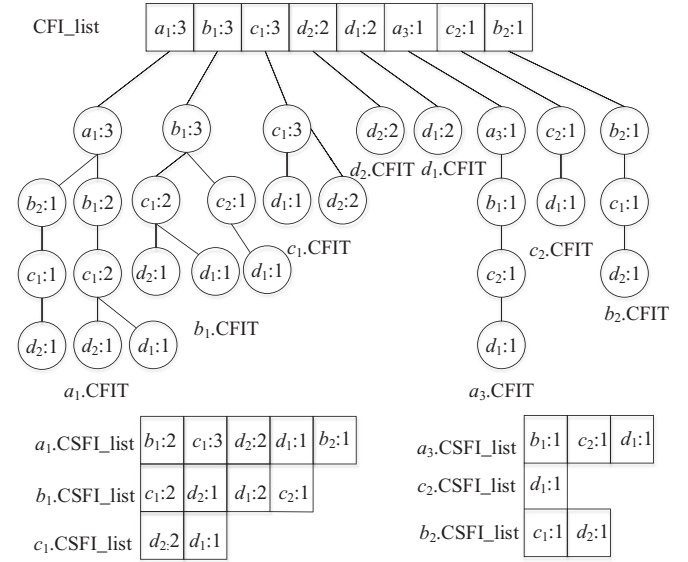 CFI_list a₁:3 b₁:3 c₁:3 d₂:2 d₁:2 a₃:1 c₂:1 b₂:1
a₁:3 b₁:3 c₁:3 d₂:2 d₁:2 a₃:1 c₂:1 b₂:1
d₂.CFIT d₁.CFIT
b₂:1 b₁:2 c₁:2 c₂:1 d₁:1 d₂:2 b₁:1 d₁:1 c₁:1
c₁.CFIT c₂.CFIT
c₁:1 c₁:2 d₂:1 d₁:1 d₁:1 c₂:1 d₂:1
b₁.CFIT b₂.CFIT
d₂:1 d₂:1 d₁:1 d₁:1
a₁.CFIT a₃.CFIT
a₁.CSFI_list b₁:2 c₁:3 d₂:2 d₁:1 b₂:1
a₃.CSFI_list b₁:1 c₂:1 d₁:1
b₁.CSFI_list c₁:2 d₂:1 d₁:2 c₂:1
c₂.CSFI_list d₁:1
c₁.CSFI_list d₂:2 d₁:1
b₂.CSFI_list c₁:1 d₂:1